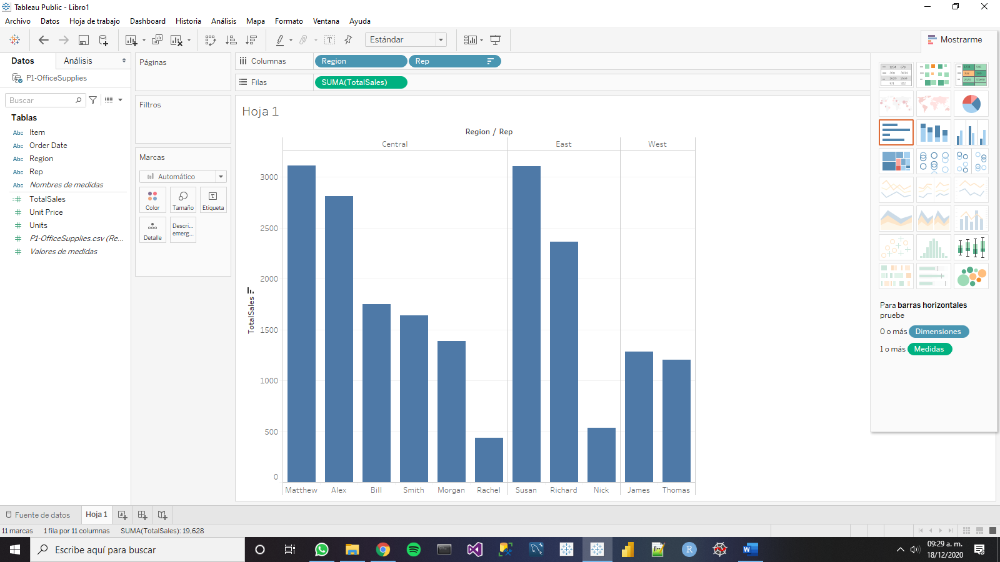 Tableau Public - Libro1
Archivo Datos Hoja de trabajo Dashboard Historia Análisis Mapa Formato Ventana Ayuda
Estándar
Mostrarme
Datos
Análisis
P1-OfficeSupplies
Buscar
Tablas
Abc Item
Abc Order Date
Abc Region
Abc Rep
Abc Nombres de medidas
TotalSales
Unit Price
Units
P1-OfficeSupplies.csv (Re...
Valores de medidas
Páginas
Filtros
Marcas
Automático
Color
Tamaño
Etiqueta
Detalle
Descri...
emerg...
Columnas
Region
Rep
Filas
SUMA(TotalSales)
Hoja 1
Region / Rep
Central
East
West
TotalSales
3000
2500
2000
1500
1000
500
0
Matthew Alex Bill Smith Morgan Rachel Susan Richard Nick James Thomas
Para barras horizontales
pruebe
0 o más Dimensiones
1 o más Medidas
Fuente de datos
Hoja 1
11 marcas 1 fila por 11 columnas SUMA(TotalSales): 19,628
Escribe aquí para buscar
09:29 a. m.
18/12/2020